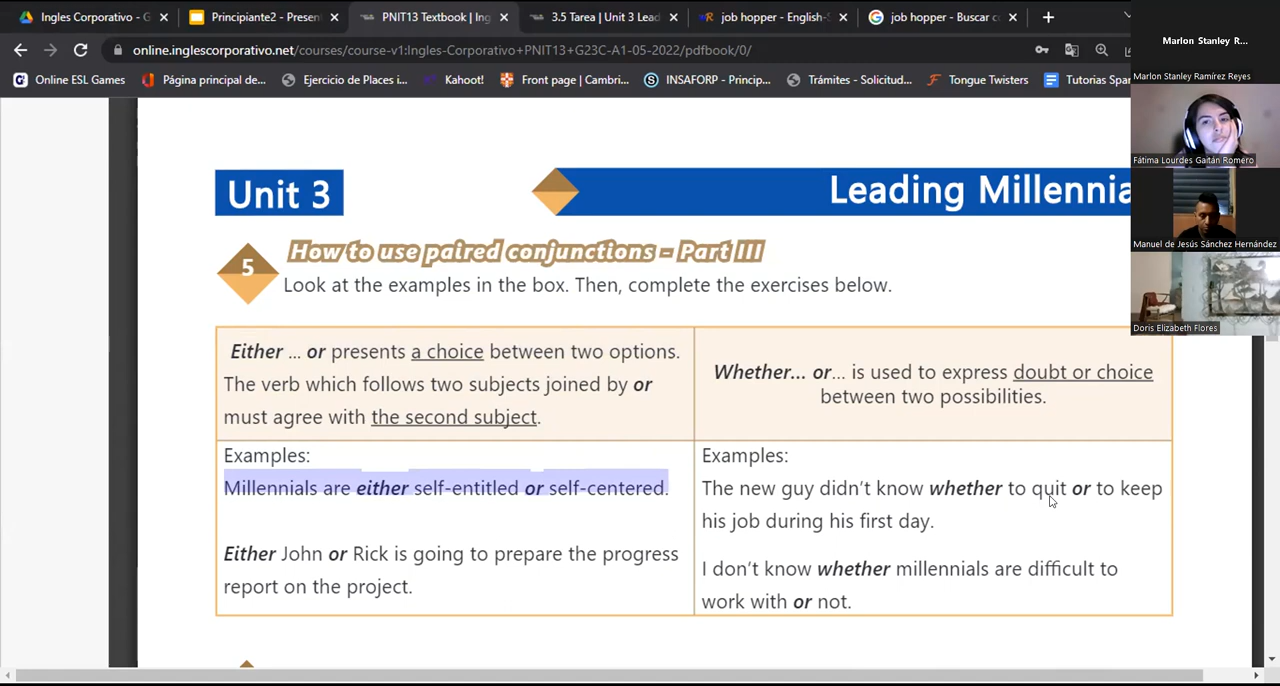 Ingles Corporativo - G
Principiante2 - Present
PNIT13 Textbook | Ing
3.5 Tarea | Unit 3 Lead
job hopper - English-S
job hopper - Buscar c
online.inglescorporativo.net/courses/course-v1:Ingles-Corporativo+PNIT13+G23C-A1-05-2022/pdfbook/0/
Online ESL Games
Página principal de...
Ejercicio de Places i...
Kahoot!
Front page | Cambri...
INSAFORP - Princip...
Trámites - Solicitud...
Tongue Twisters
Tutorias Spar
Marlon Stanley R...
Marlon Stanley Ramírez Reyes
Fátima Lourdes Gaitán Romero
Manuel de Jesús Sánchez Hernández
Doris Elizabeth Flores
Unit 3
Leading Millennia
5
How to use paired conjunctions - Part III
Look at the examples in the box. Then, complete the exercises below.
Either ... or presents a choice between two options.
The verb which follows two subjects joined by or
must agree with the second subject.
Whether... or... is used to express doubt or choice
between two possibilities.
Examples:
Millennials are either self-entitled or self-centered.
Either John or Rick is going to prepare the progress
report on the project.
Examples:
The new guy didn't know whether to quit or to keep
his job during his first day.
I don't know whether millennials are difficult to
work with or not.